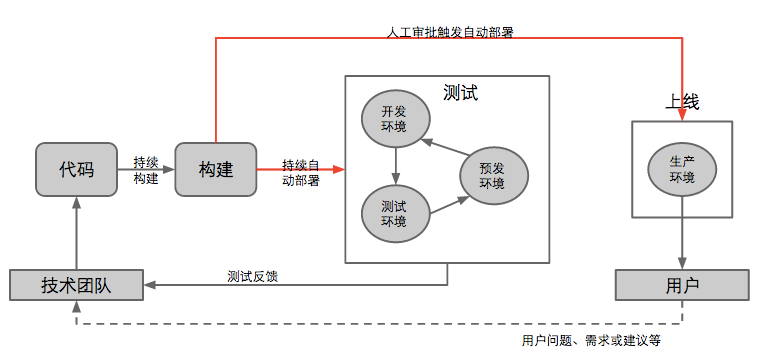 人工审批触发自动部署
测试
上线
开发
环境
代码
持续
构建
构建
持续自
动部署
预发
环境
生产
环境
测试
环境
技术团队
测试反馈
用户
用户问题、需求或建议等